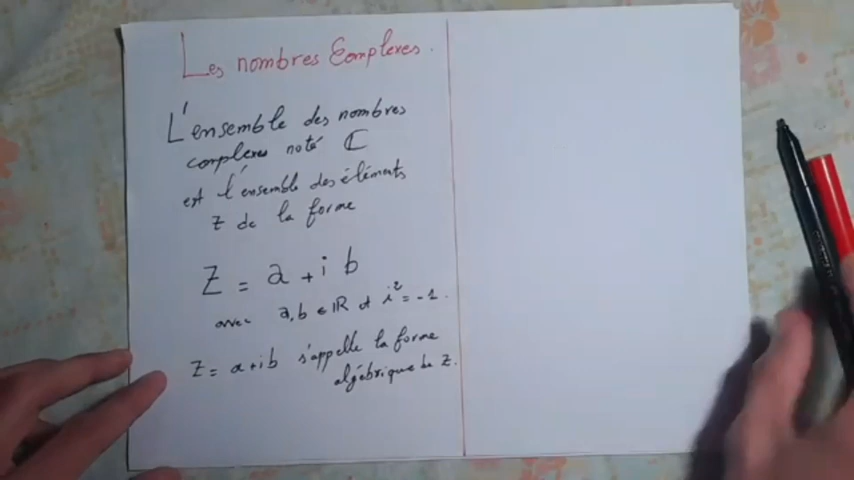 Les nombres Complexes.
L'ensemble des nombres
complexes noté ℂ
est l'ensemble des éléments
z de la forme
Z = a + i b
avec a,b ∈ ℝ et i² = -1.
Z = a+ib s'appelle la forme
algébrique de z.